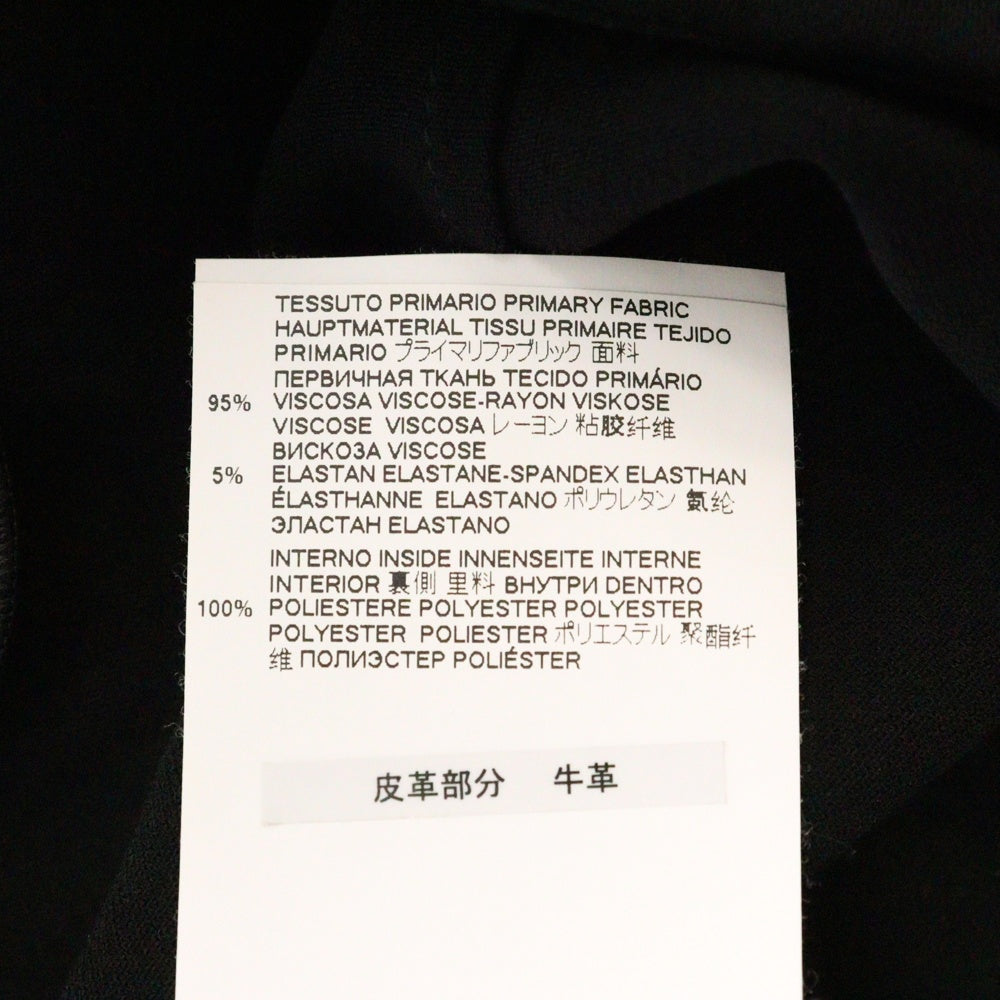 TESSUTO PRIMARIO PRIMARY FABRIC
HAUPTMATERIAL TISSU PRIMAIRE TEJIDO
PRIMARIO プライマリファブリック 面料
ПЕРВИЧНАЯ ТКАНЬ TECIDO PRIMÁRIO
95% VISCOSA VISCOSE-RAYON VISKOSE
VISCOSE VISCOSA レーヨン 粘胶纤维
ВИСКОЗА VISCOSE
5% ELASTAN ELASTANE-SPANDEX ELASTHAN
ÉLASTHANNE ELASTANO ポリウレタン 氨纶
ЭЛАСТАН ELASTANO
INTERNO INSIDE INNENSEITE INTERNE
INTERIOR 裏側 里料 ВНУТРИ DENTRO
100% POLIESTERE POLYESTER POLYESTER
POLYESTER POLIESTER ポリエステル 聚酯纤
维 ПОЛИЭСТЕР POLIÉSTER
皮革部分 牛革